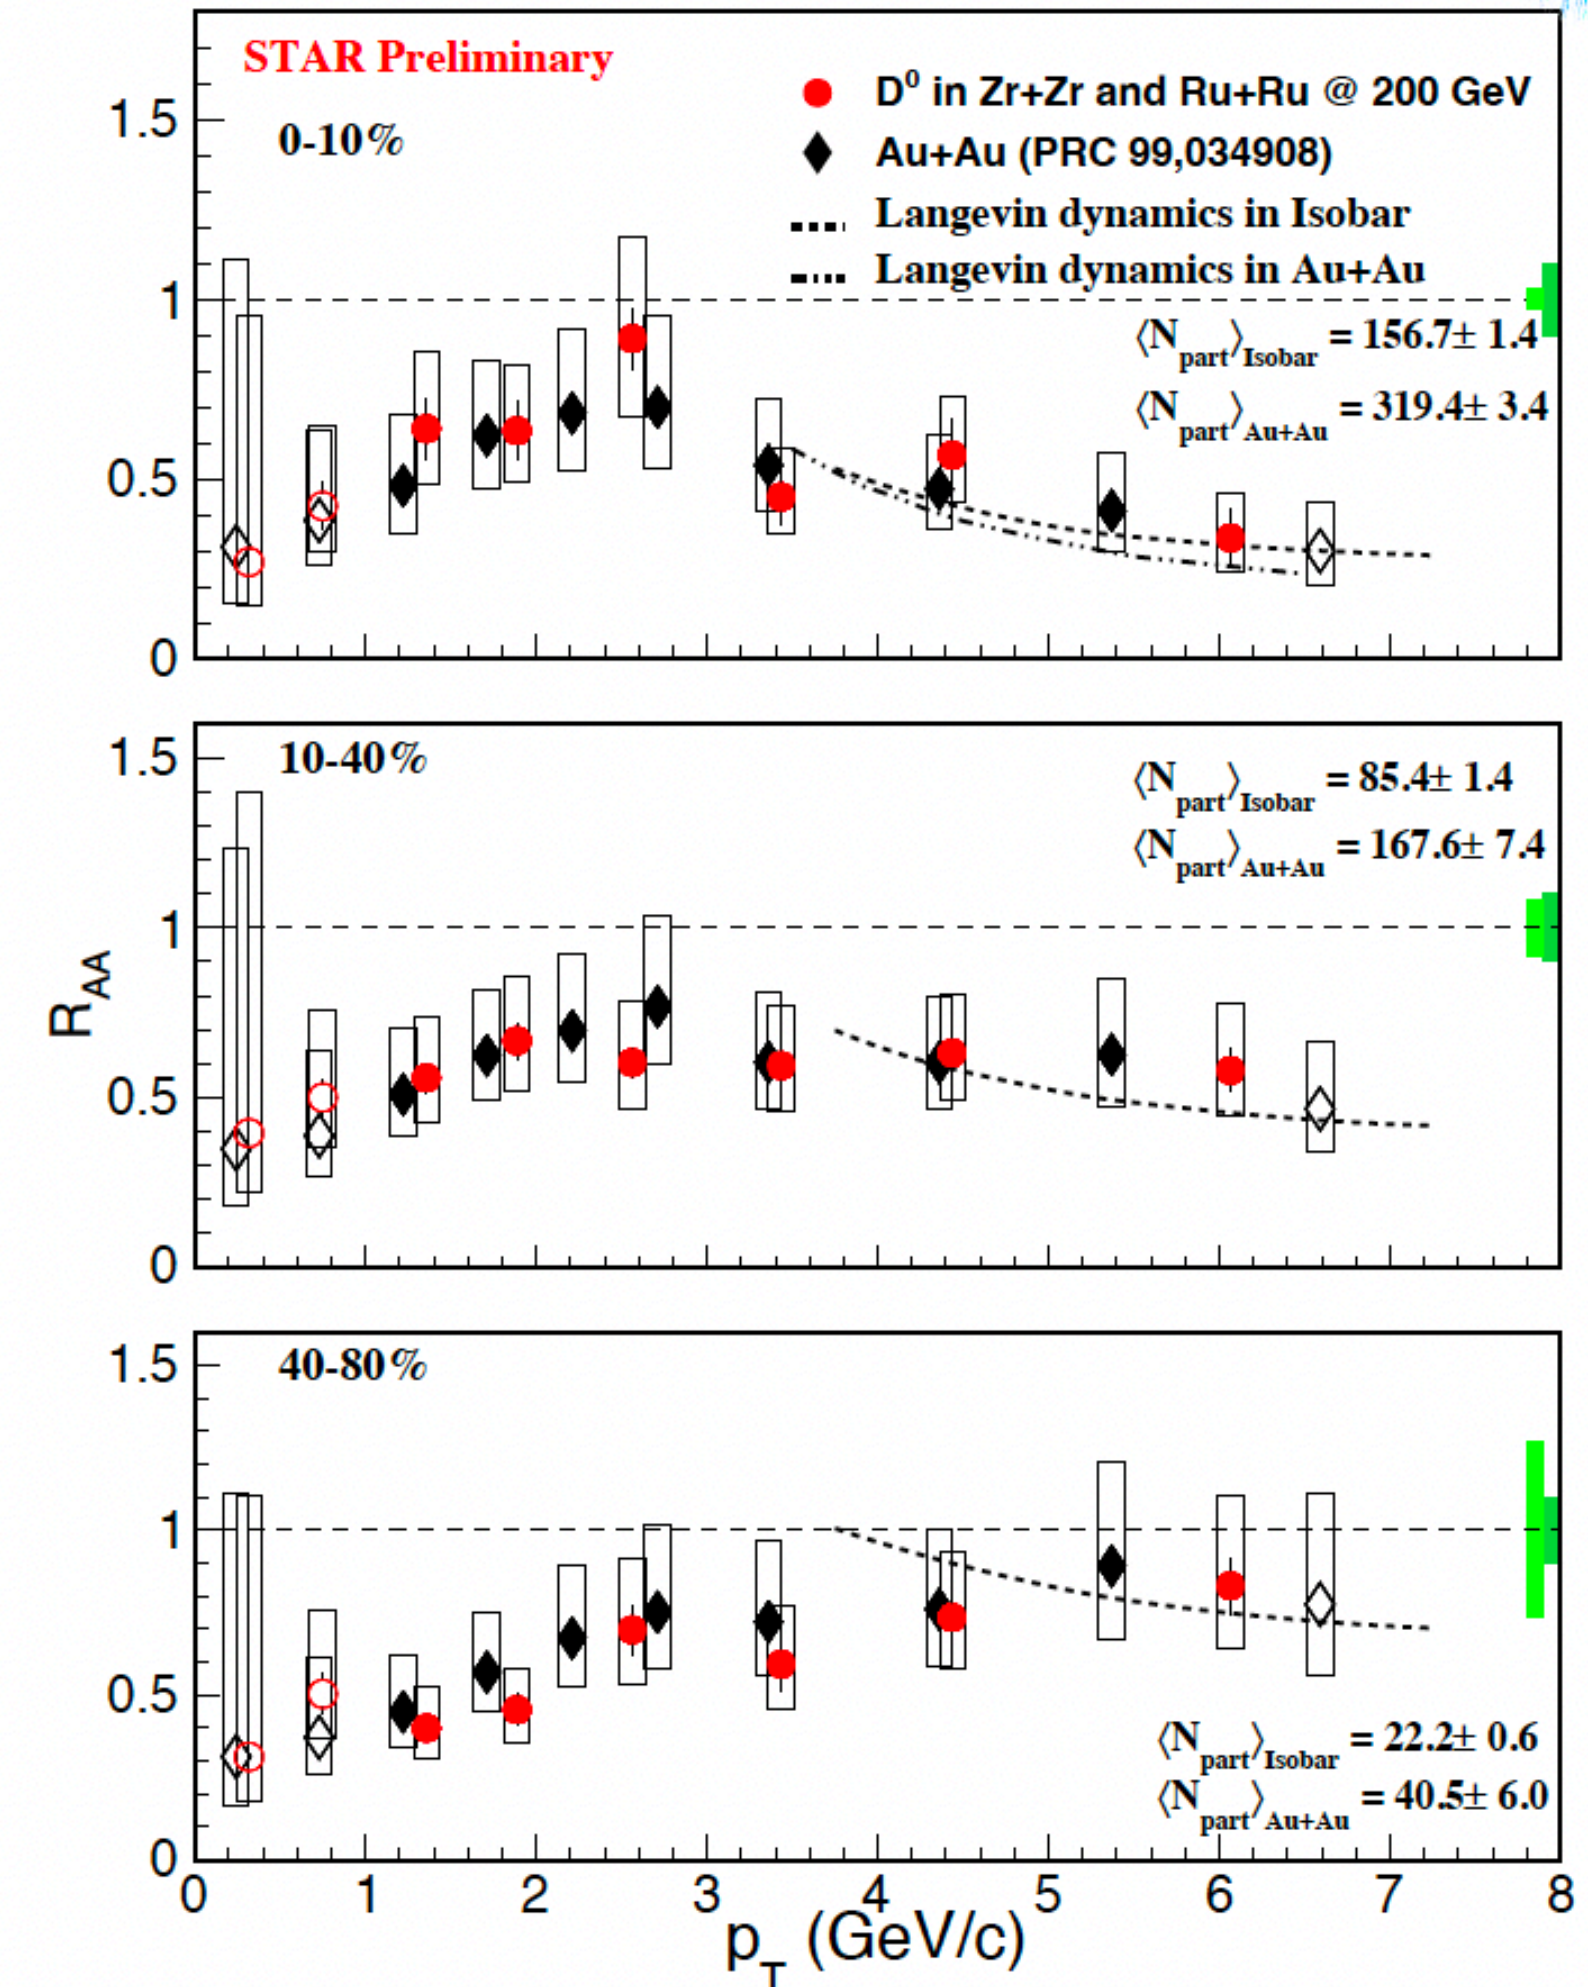 STAR Preliminary
0-10%
D⁰ in Zr+Zr and Ru+Ru @ 200 GeV
Au+Au (PRC 99,034908)
Langevin dynamics in Isobar
Langevin dynamics in Au+Au
⟨N_part⟩_Isobar = 156.7± 1.4
⟨N_part⟩_Au+Au = 319.4± 3.4
1.5
1
0.5
0
10-40%
⟨N_part⟩_Isobar = 85.4± 1.4
⟨N_part⟩_Au+Au = 167.6± 7.4
1.5
1
0.5
0
R_AA
40-80%
1.5
1
0.5
0
⟨N_part⟩_Isobar = 22.2± 0.6
⟨N_part⟩_Au+Au = 40.5± 6.0
0 1 2 3 4 5 6 7 8
p_T (GeV/c)